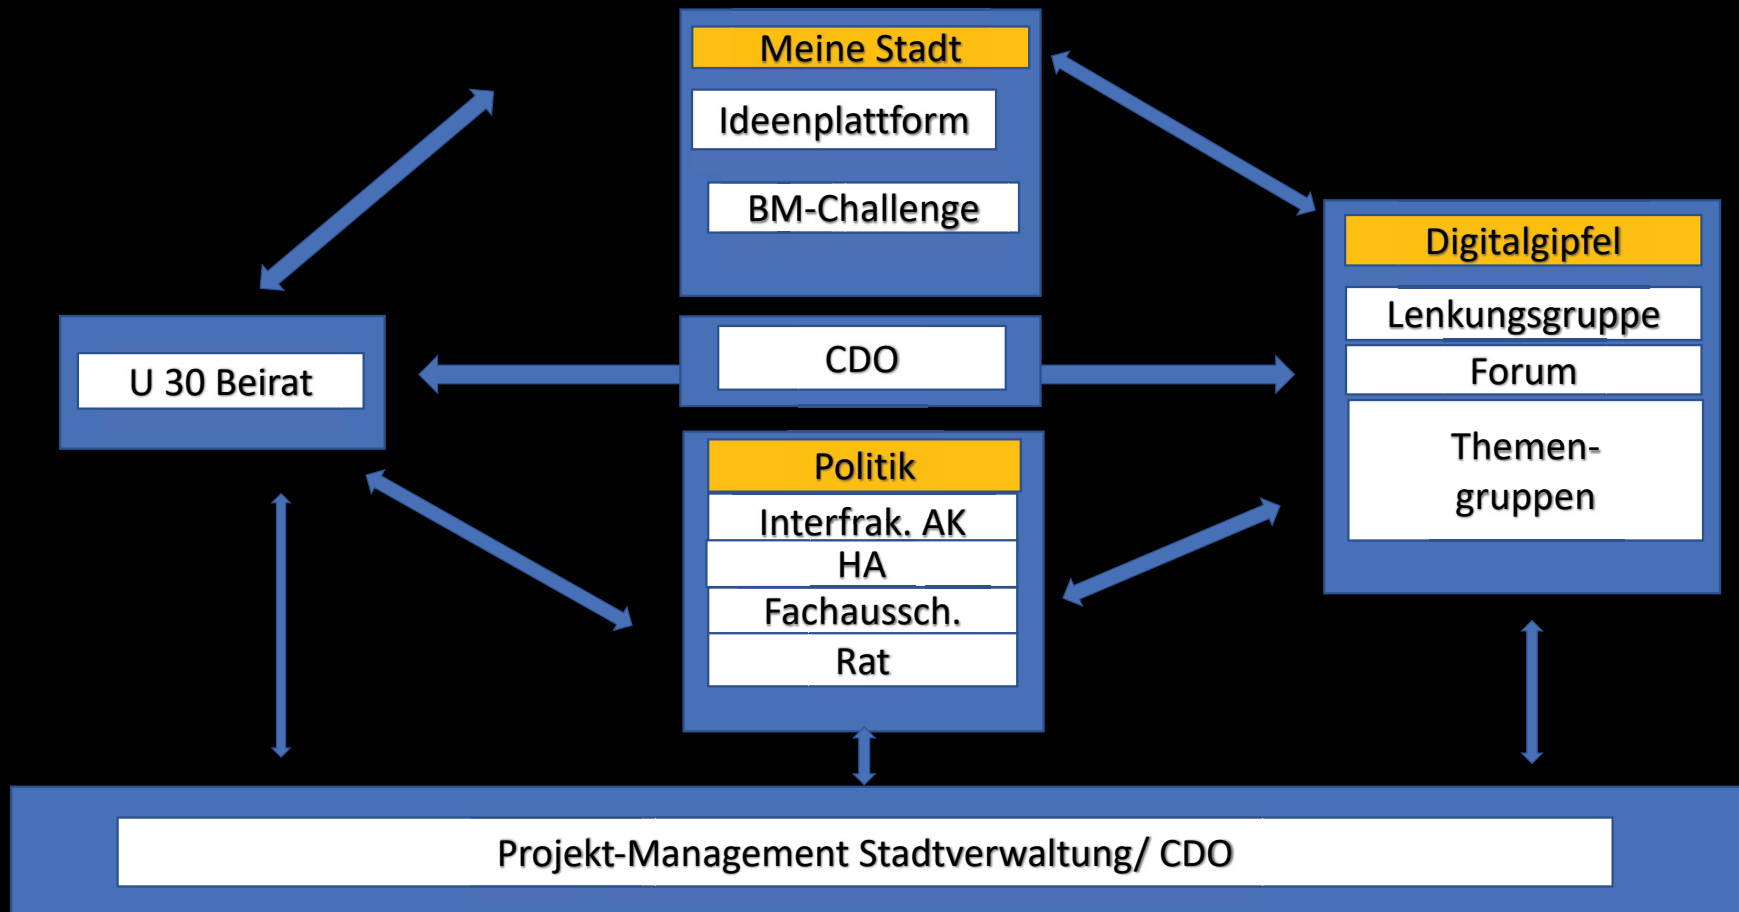 Meine Stadt
Ideenplattform
BM-Challenge
Digitalgipfel
Lenkungsgruppe
Forum
Themen-
gruppen
U 30 Beirat
CDO
Politik
Interfrak. AK
HA
Fachaussch.
Rat
Projekt-Management Stadtverwaltung/ CDO